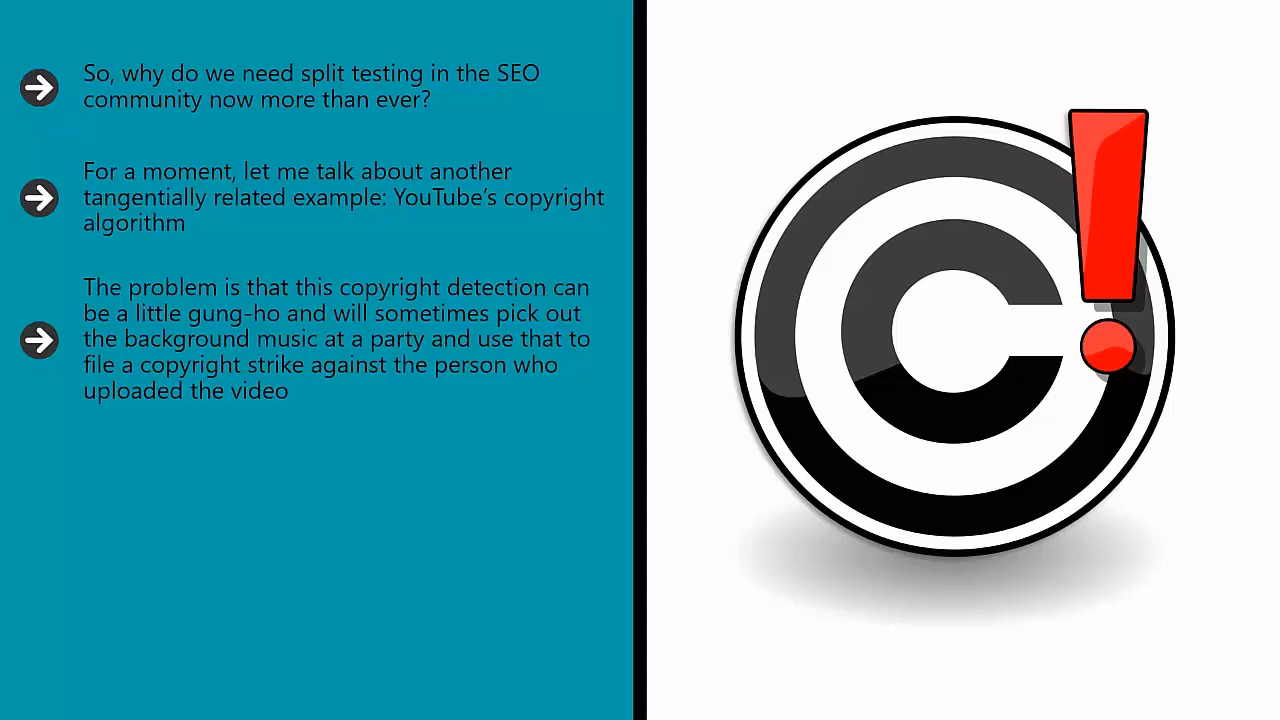 So, why do we need split testing in the SEO
community now more than ever?
For a moment, let me talk about another
tangentially related example: YouTube’s copyright
algorithm
The problem is that this copyright detection can
be a little gung-ho and will sometimes pick out
the background music at a party and use that to
file a copyright strike against the person who
uploaded the video